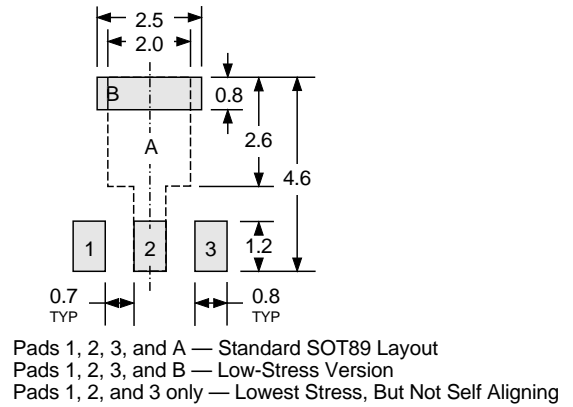 2.5
2.0
B
0.8
A
2.6
4.6
1
2
3
1.2
0.7
TYP
0.8
TYP
Pads 1, 2, 3, and A — Standard SOT89 Layout
Pads 1, 2, 3, and B — Low-Stress Version
Pads 1, 2, and 3 only — Lowest Stress, But Not Self Aligning